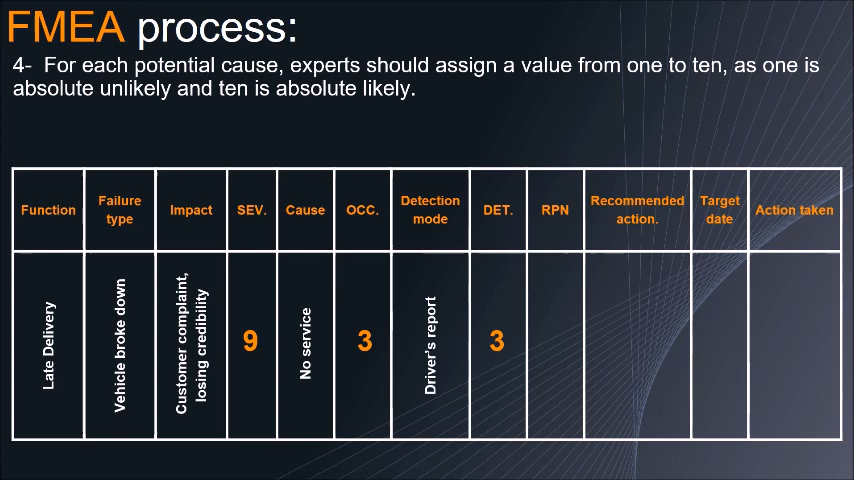 FMEA process:
4-  For each potential cause, experts should assign a value from one to ten, as one is
absolute unlikely and ten is absolute likely.
Function
Failure
type
Impact
SEV.
Cause
OCC.
Detection
mode
DET.
RPN
Recommended
action.
Target
date
Action taken
Late Delivery
Vehicle broke down
Customer complaint,
losing credibility
9
No service
3
Driver's report
3